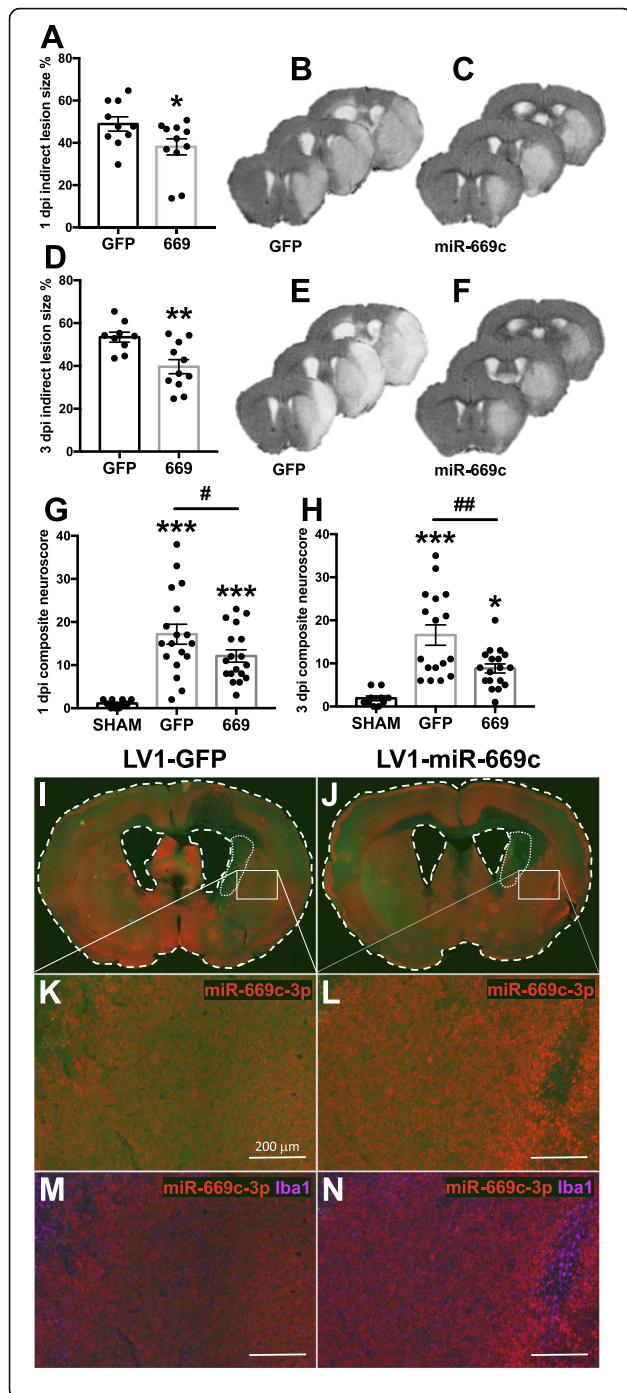 A
1 dpi indirect lesion size %
80
60
40
20
0
*
GFP 669
B
GFP
C
miR-669c
D
3 dpi indirect lesion size %
80
60
40
20
0
**
GFP 669
E
GFP
F
miR-669c
G
1 dpi composite neuroscore
40
30
20
10
0
#
***
***
SHAM GFP 669
H
3 dpi composite neuroscore
40
30
20
10
0
##
***
*
SHAM GFP 669
LV1-GFP
LV1-miR-669c
I
J
K
miR-669c-3p
200 µm
L
miR-669c-3p
M
miR-669c-3p Iba1
N
miR-669c-3p Iba1